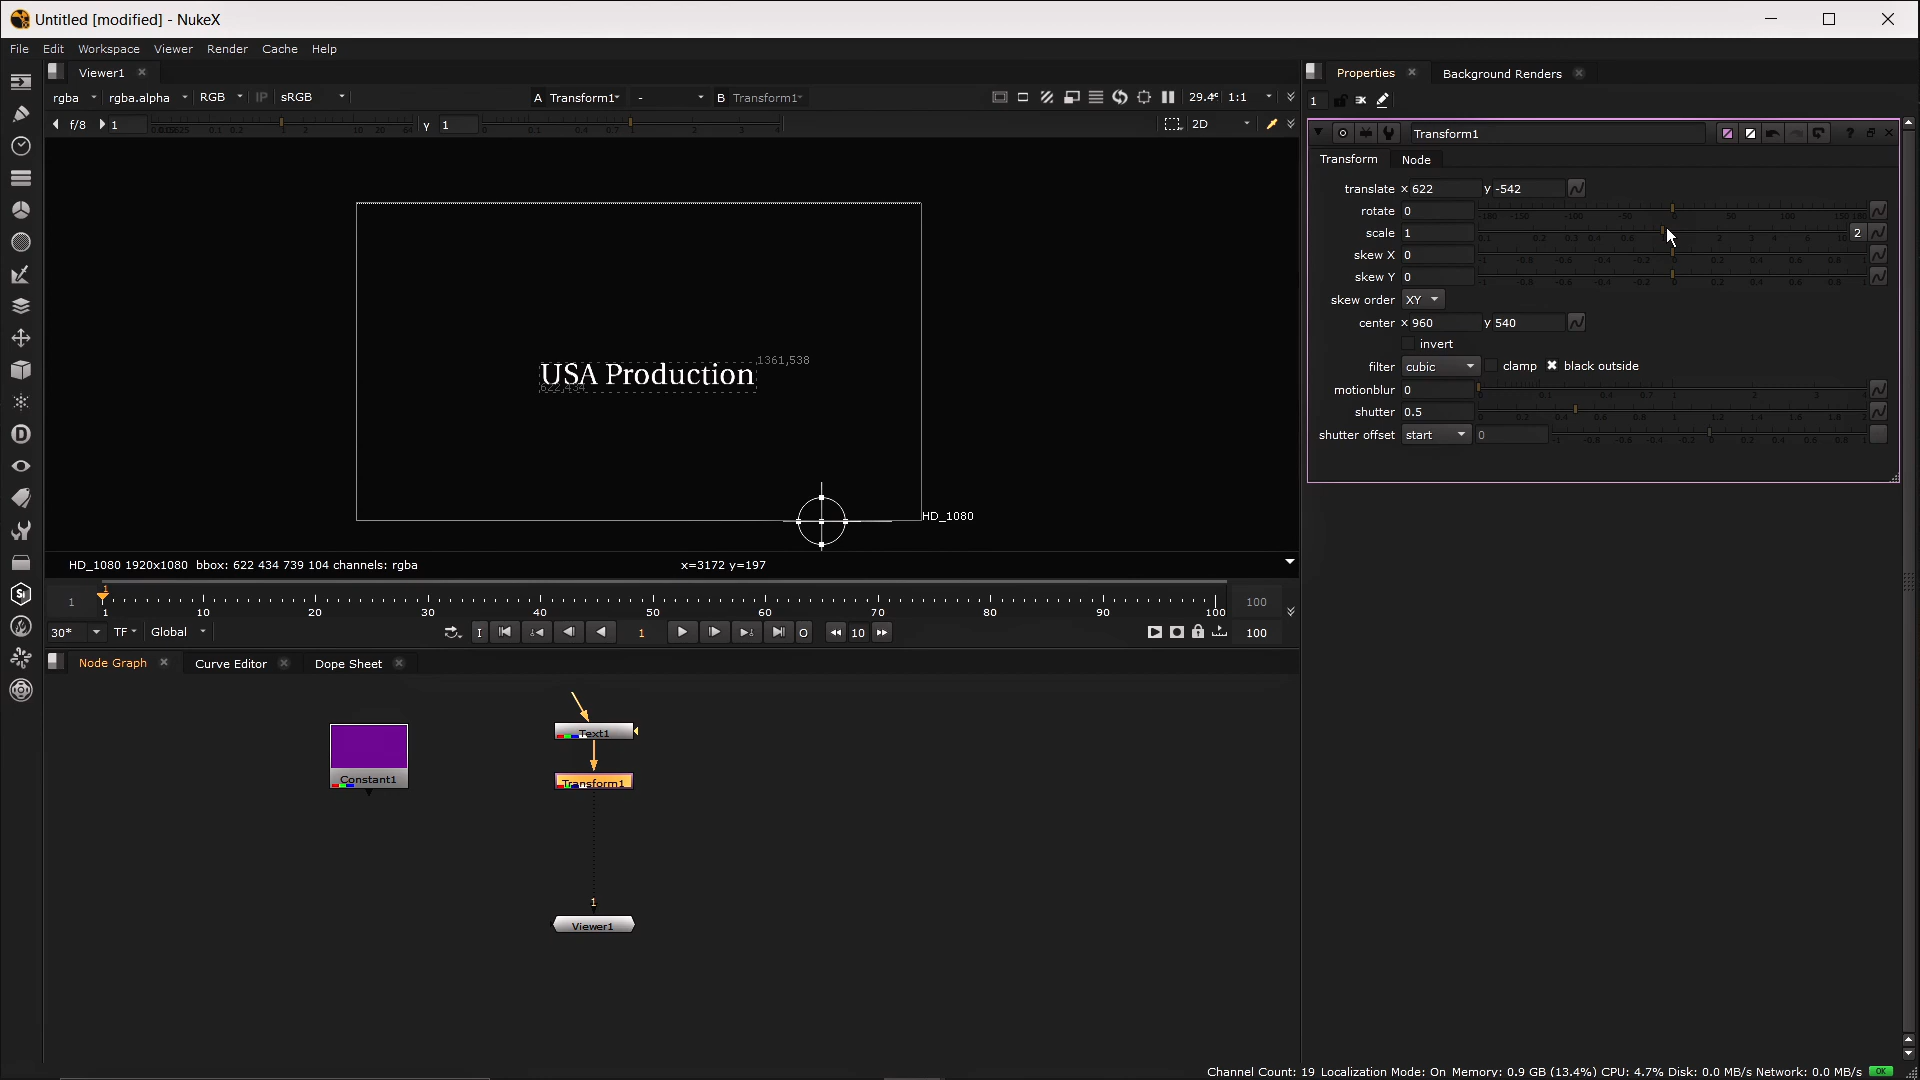 Untitled [modified] - NukeX
File Edit Workspace Viewer Render Cache Help
Viewer1
rgba rgba.alpha RGB IP sRGB A Transform1 - B Transform1 29.4 1:1
f/8 1 γ 1 2D
1361,538
USA Production
622,434
HD_1080
HD_1080 1920x1080 bbox: 622 434 739 104 channels: rgba x=3172 y=197
1
1 1 10 20 30 40 50 60 70 80 90 100 100
30* TF Global I 1 O 10 100
Node Graph Curve Editor Dope Sheet
Constant1
Text1
Transform1
1
Viewer1
Properties Background Renders
1
Transform1 ?
Transform Node
translate x 622 y -542
rotate 0
scale 1 2
skew X 0
skew Y 0
skew order XY
center x 960 y 540
invert
filter cubic clamp black outside
motionblur 0
shutter 0.5
shutter offset start 0
Channel Count: 19 Localization Mode: On Memory: 0.9 GB (13.4%) CPU: 4.7% Disk: 0.0 MB/s Network: 0.0 MB/s OK